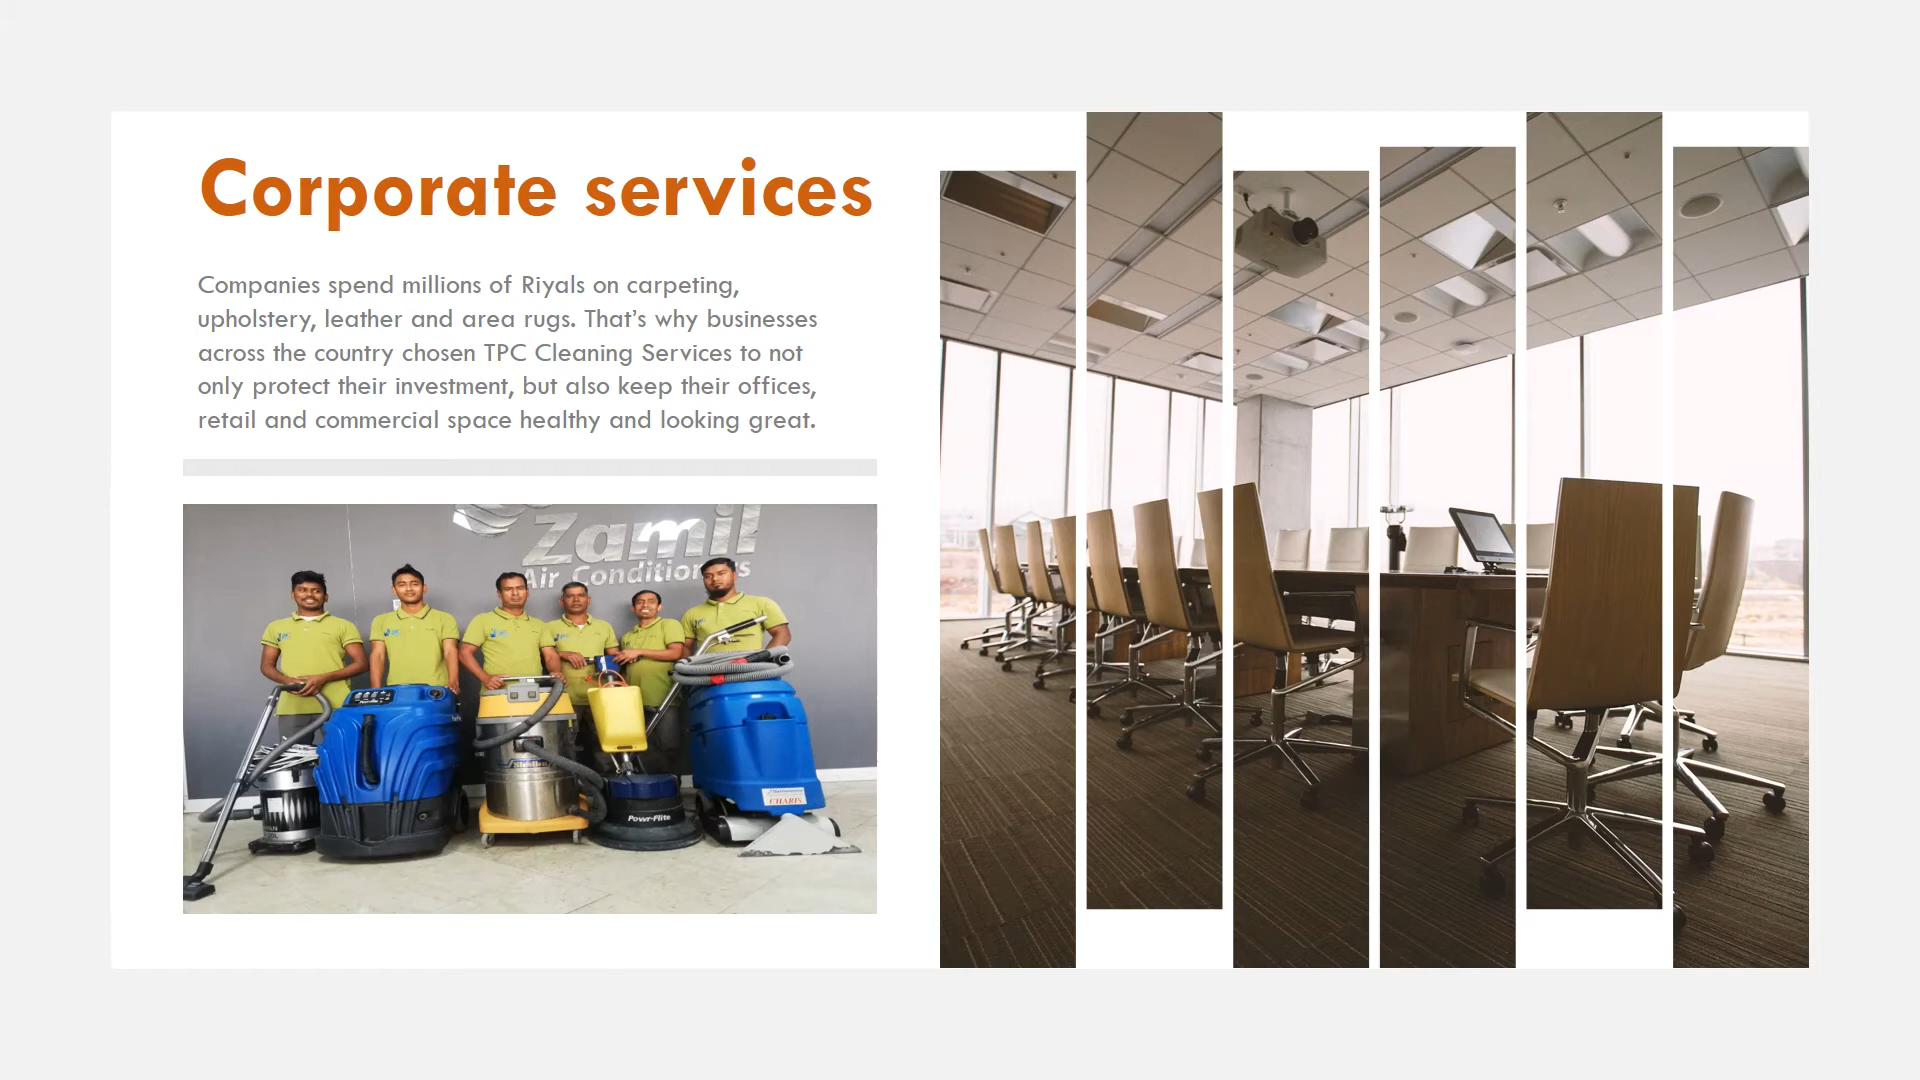 Corporate services
Companies spend millions of Riyals on carpeting,
upholstery, leather and area rugs. That’s why businesses
across the country chosen TPC Cleaning Services to not
only protect their investment, but also keep their offices,
retail and commercial space healthy and looking great.
Zamil
Air Conditioners
Powr-Flite
CHARIS